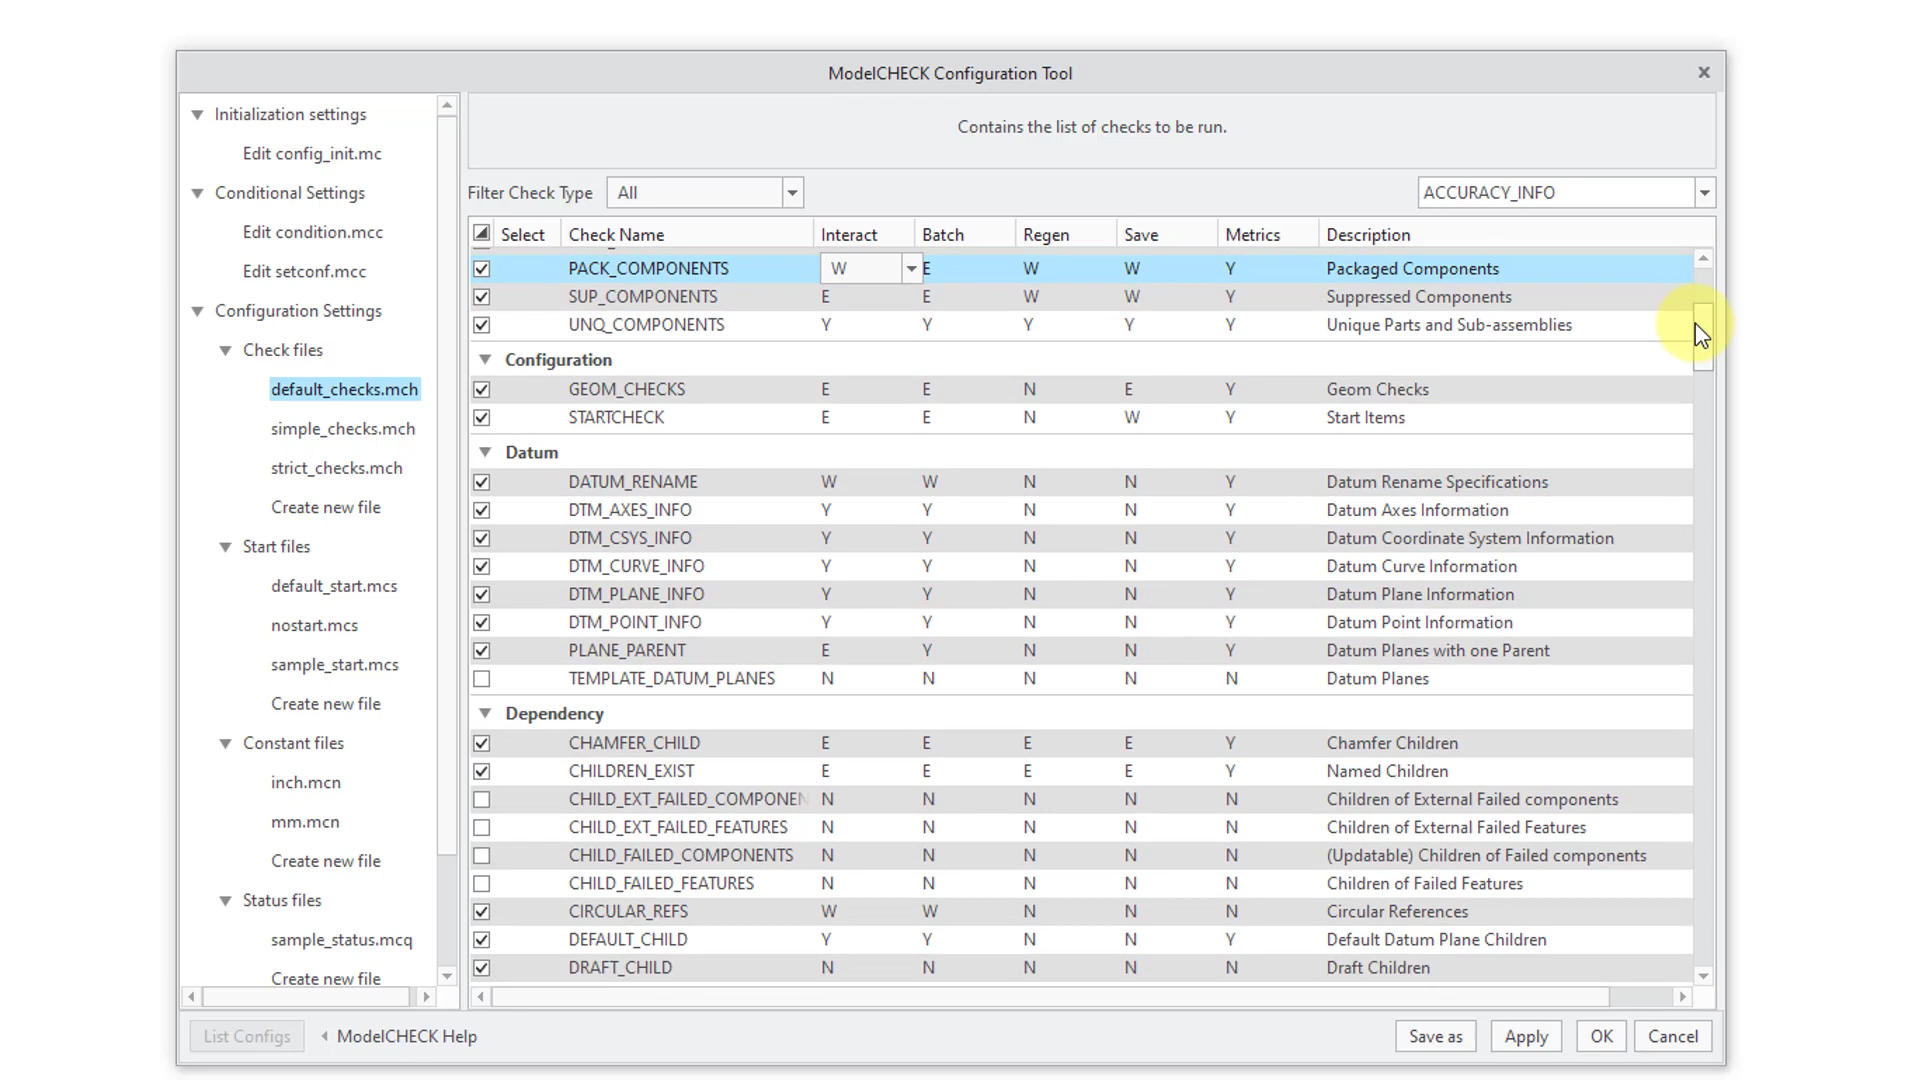 ModelCHECK Configuration Tool
Initialization settings
Edit config_init.mc
Conditional Settings
Edit condition.mcc
Edit setconf.mcc
Configuration Settings
Check files
default_checks.mch
simple_checks.mch
strict_checks.mch
Create new file
Start files
default_start.mcs
nostart.mcs
sample_start.mcs
Create new file
Constant files
inch.mcn
mm.mcn
Create new file
Status files
sample_status.mcq
Create new file
Contains the list of checks to be run.
Filter Check Type All ACCURACY_INFO
Select Check Name Interact Batch Regen Save Metrics Description
PACK_COMPONENTS W E W W Y Packaged Components
SUP_COMPONENTS E E W W Y Suppressed Components
UNQ_COMPONENTS Y Y Y Y Y Unique Parts and Sub-assemblies
Configuration
GEOM_CHECKS E E N E Y Geom Checks
STARTCHECK E E N W Y Start Items
Datum
DATUM_RENAME W W N N Y Datum Rename Specifications
DTM_AXES_INFO Y Y N N Y Datum Axes Information
DTM_CSYS_INFO Y Y N N Y Datum Coordinate System Information
DTM_CURVE_INFO Y Y N N Y Datum Curve Information
DTM_PLANE_INFO Y Y N N Y Datum Plane Information
DTM_POINT_INFO Y Y N N Y Datum Point Information
PLANE_PARENT E Y N N Y Datum Planes with one Parent
TEMPLATE_DATUM_PLANES N N N N N Datum Planes
Dependency
CHAMFER_CHILD E E E E Y Chamfer Children
CHILDREN_EXIST E E E E Y Named Children
CHILD_EXT_FAILED_COMPONEN N N N N N Children of External Failed components
CHILD_EXT_FAILED_FEATURES N N N N N Children of External Failed Features
CHILD_FAILED_COMPONENTS N N N N N (Updatable) Children of Failed components
CHILD_FAILED_FEATURES N N N N N Children of Failed Features
CIRCULAR_REFS W W N N N Circular References
DEFAULT_CHILD Y Y N N Y Default Datum Plane Children
DRAFT_CHILD N N N N N Draft Children
List Configs ModelCHECK Help Save as Apply OK Cancel